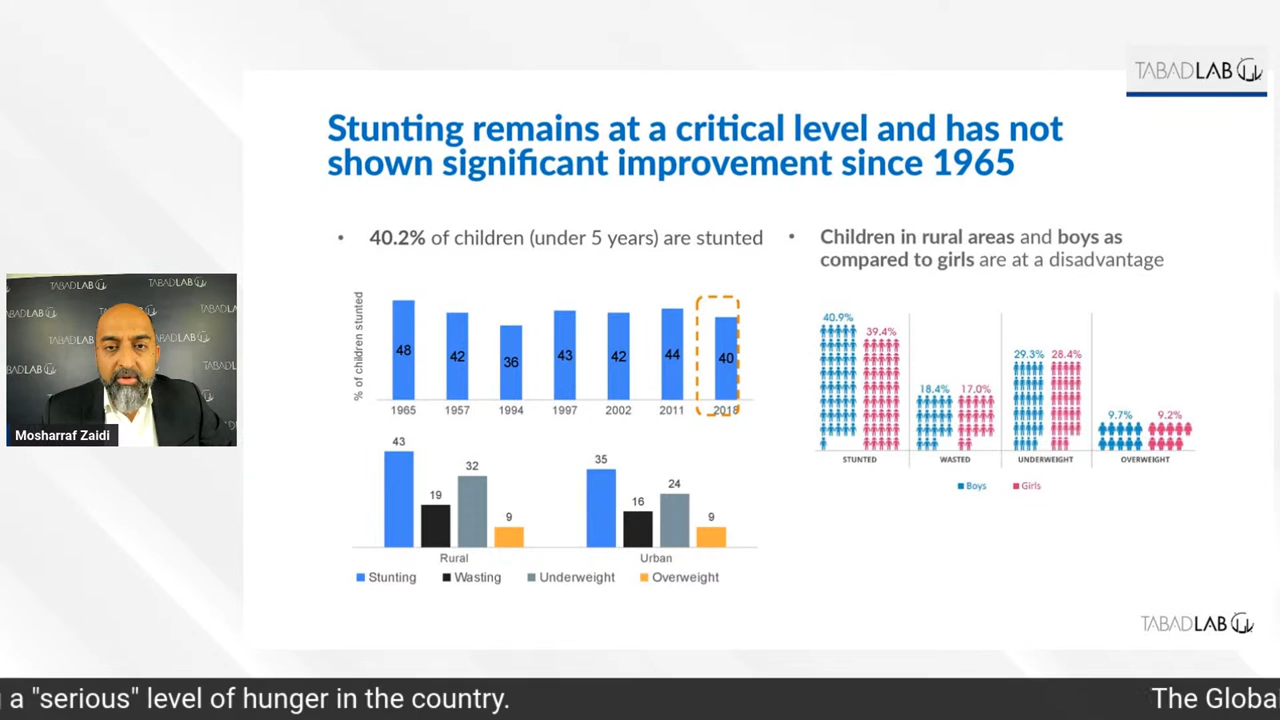 TABADLAB
Stunting remains at a critical level and has not
shown significant improvement since 1965
• 40.2% of children (under 5 years) are stunted
% of children stunted
48
42
36
43
42
44
40
1965
1957
1994
1997
2002
2011
2018
43
19
32
9
35
16
24
9
Rural
Urban
Stunting
Wasting
Underweight
Overweight
• Children in rural areas and boys as
compared to girls are at a disadvantage
40.9%
39.4%
18.4%
17.0%
29.3%
28.4%
9.7%
9.2%
STUNTED
WASTED
UNDERWEIGHT
OVERWEIGHT
Boys
Girls
TABADLAB
TABADLAB
TABADLAB
Mosharraf Zaidi
TABADLAB
a "serious" level of hunger in the country.
The Globa